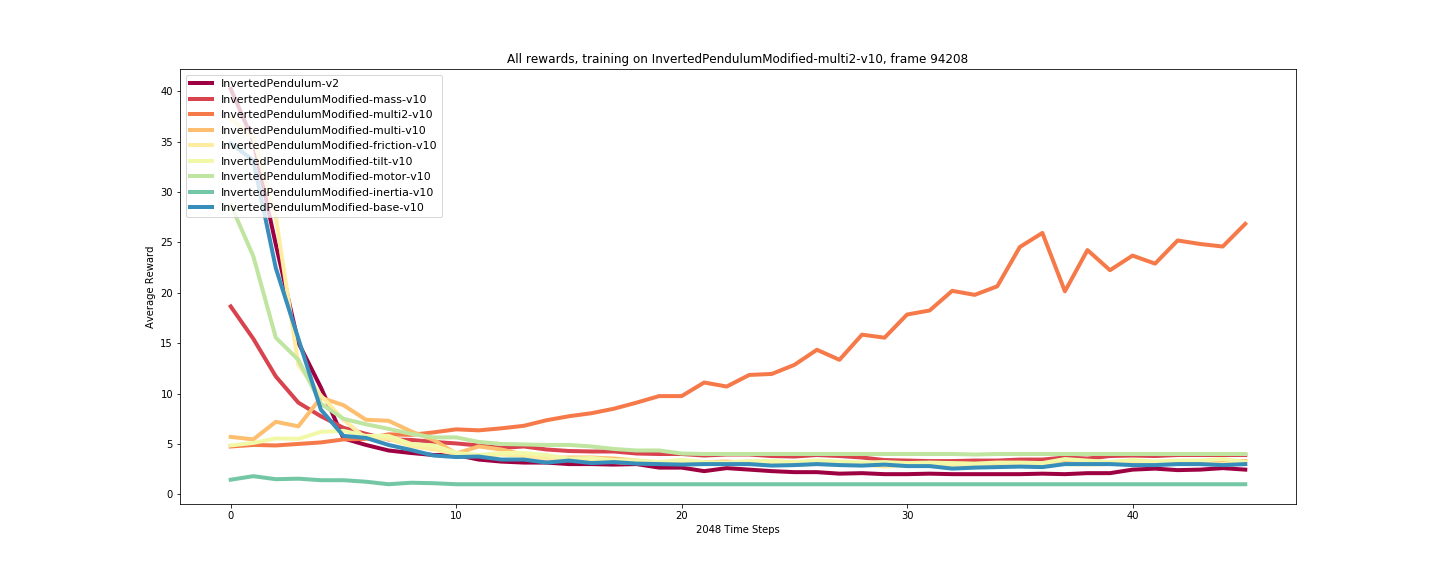 All rewards, training on InvertedPendulumModified-multi2-v10, frame 94208
InvertedPendulum-v2
InvertedPendulumModified-mass-v10
InvertedPendulumModified-multi2-v10
InvertedPendulumModified-multi-v10
InvertedPendulumModified-friction-v10
InvertedPendulumModified-tilt-v10
InvertedPendulumModified-motor-v10
InvertedPendulumModified-inertia-v10
InvertedPendulumModified-base-v10
40
35
30
25
20
15
10
5
0
Average Reward
0 10 20 30 40
2048 Time Steps